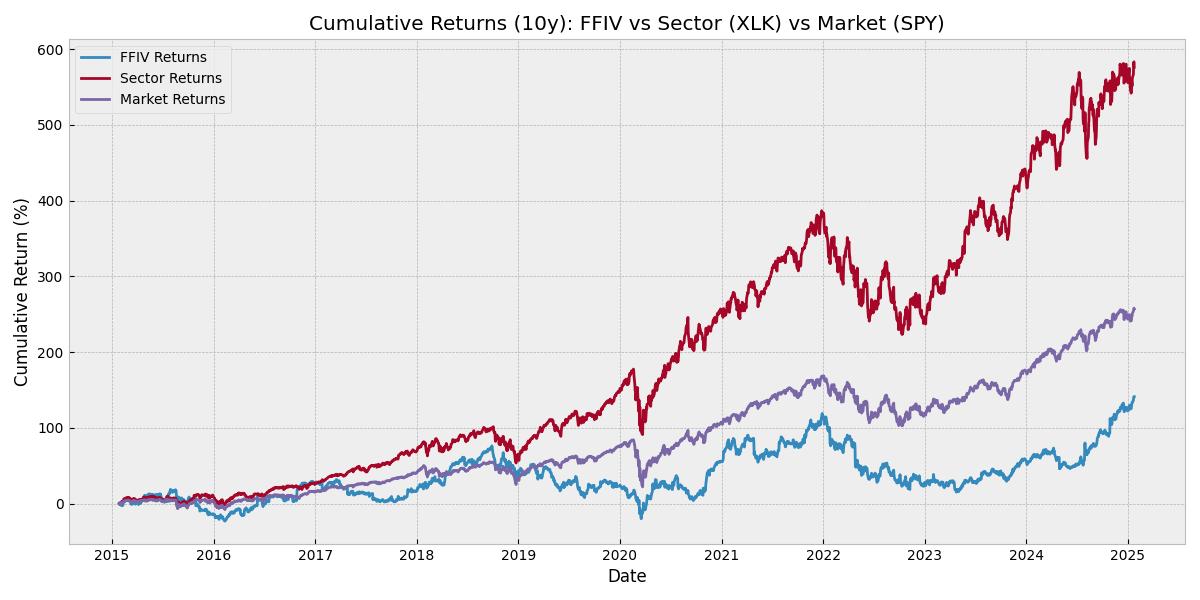 Cumulative Returns (10y): FFIV vs Sector (XLK) vs Market (SPY)
FFIV Returns
Sector Returns
Market Returns
Cumulative Return (%)
600
500
400
300
200
100
0
2015 2016 2017 2018 2019 2020 2021 2022 2023 2024 2025
Date